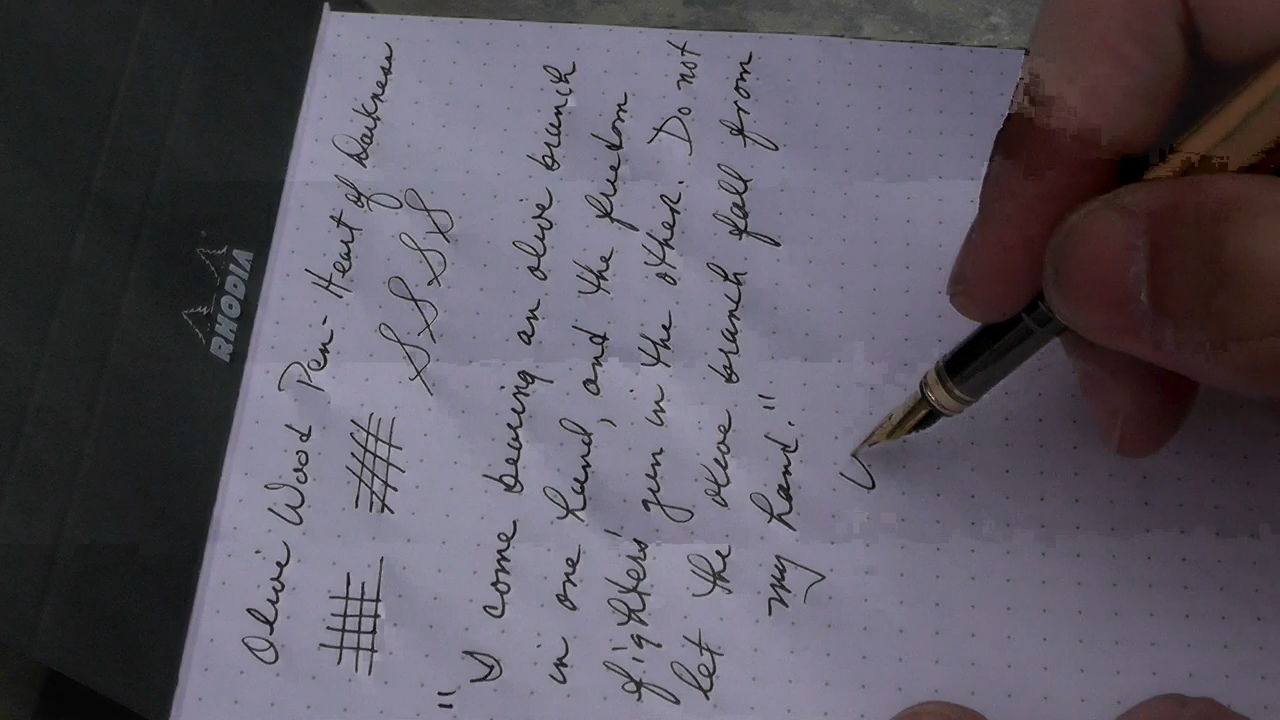 RHODIA
Olive Wood Pen - Heart of Darkness
"I come bearing an olive branch
in one hand, and the freedom
fighters' gun in the other. Do not
let the olive branch fall from
my hand."